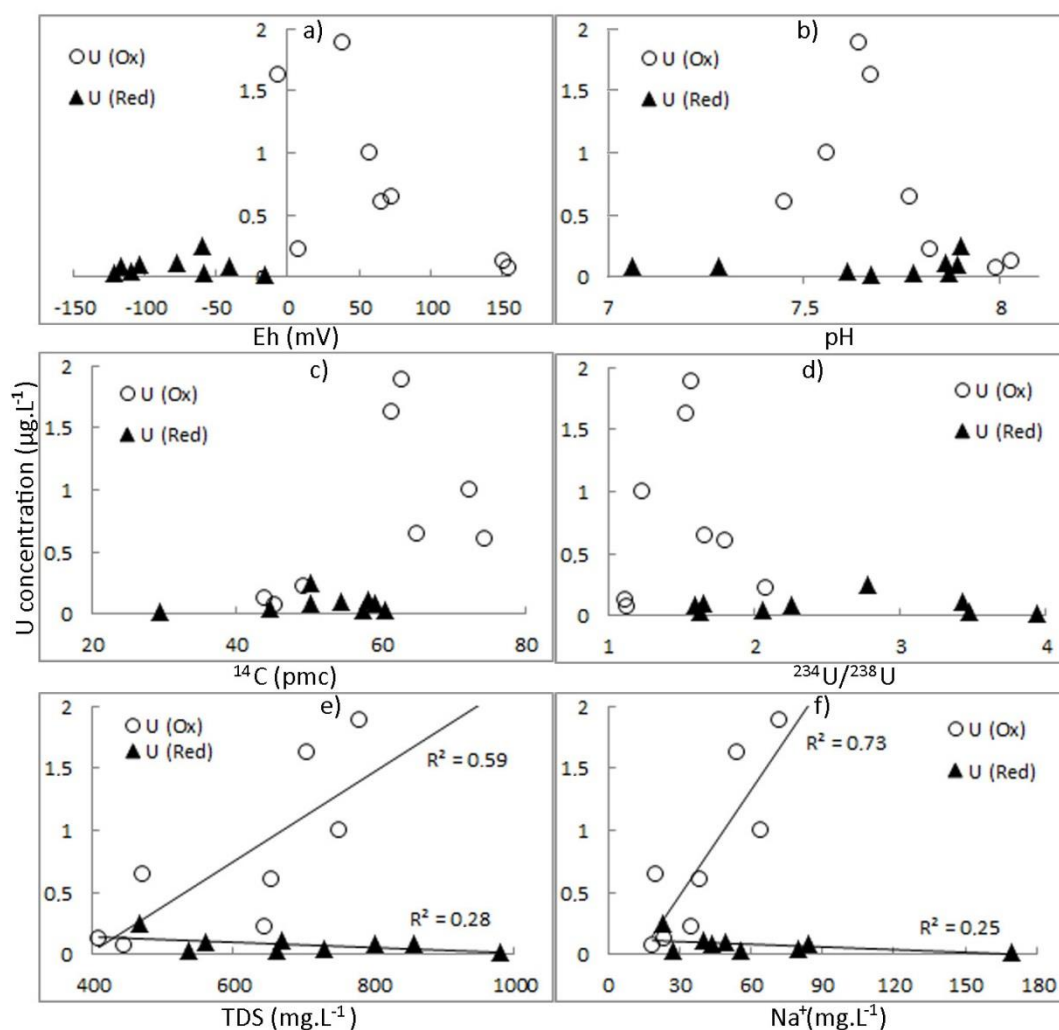 U concentration (µg.L⁻¹)
a)
U (Ox)
U (Red)
2
1.5
1
0.5
0
-150 -100 -50 0 50 100 150
Eh (mV)
b)
U (Ox)
U (Red)
2
1.5
1
0.5
0
7 7.5 8
pH
c)
U (Ox)
U (Red)
2
1.5
1
0.5
0
20 40 60 80
¹⁴C (pmc)
d)
U (Ox)
U (Red)
2
1.5
1
0.5
0
1 2 3 4
²³⁴U/²³⁸U
e)
U (Ox)
U (Red)
2
1.5
1
0.5
0
R² = 0.59
R² = 0.28
400 600 800 1000
TDS (mg.L⁻¹)
f)
U (Ox)
U (Red)
2
1.5
1
0.5
0
R² = 0.73
R² = 0.25
0 30 60 90 120 150 180
Na⁺(mg.L⁻¹)